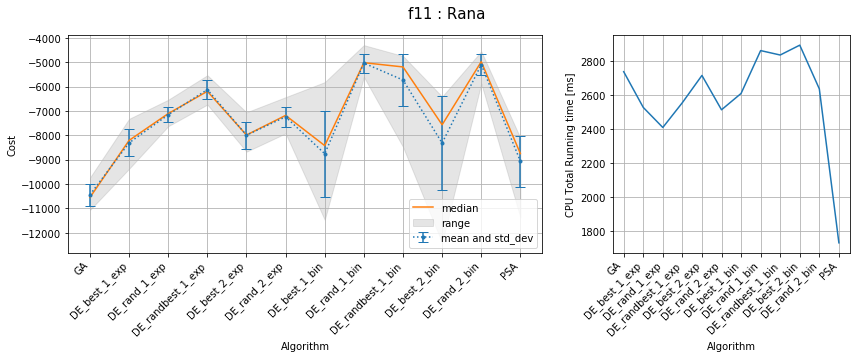 f11 : Rana
Cost
−4000
−5000
−6000
−7000
−8000
−9000
−10000
−11000
−12000
median
range
mean and std_dev
GA
DE_best_1_exp
DE_rand_1_exp
DE_randbest_1_exp
DE_best_2_exp
DE_rand_2_exp
DE_best_1_bin
DE_rand_1_bin
DE_randbest_1_bin
DE_best_2_bin
DE_rand_2_bin
PSA
Algorithm
CPU Total Running time [ms]
2800
2600
2400
2200
2000
1800
GA
DE_best_1_exp
DE_rand_1_exp
DE_randbest_1_exp
DE_best_2_exp
DE_rand_2_exp
DE_best_1_bin
DE_rand_1_bin
DE_randbest_1_bin
DE_best_2_bin
DE_rand_2_bin
PSA
Algorithm